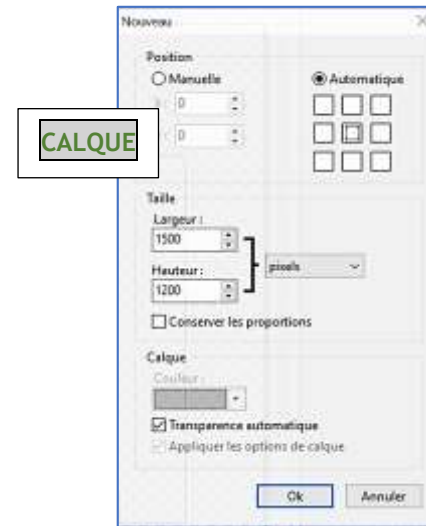 Nouveau
Position
Manuelle
Automatique
0
CALQUE
0
Taille
Largeur :
1500
pixels
Hauteur :
1200
Conserver les proportions
Calque
Couleur :
Transparence automatique
Appliquer les options de calque
Ok
Annuler